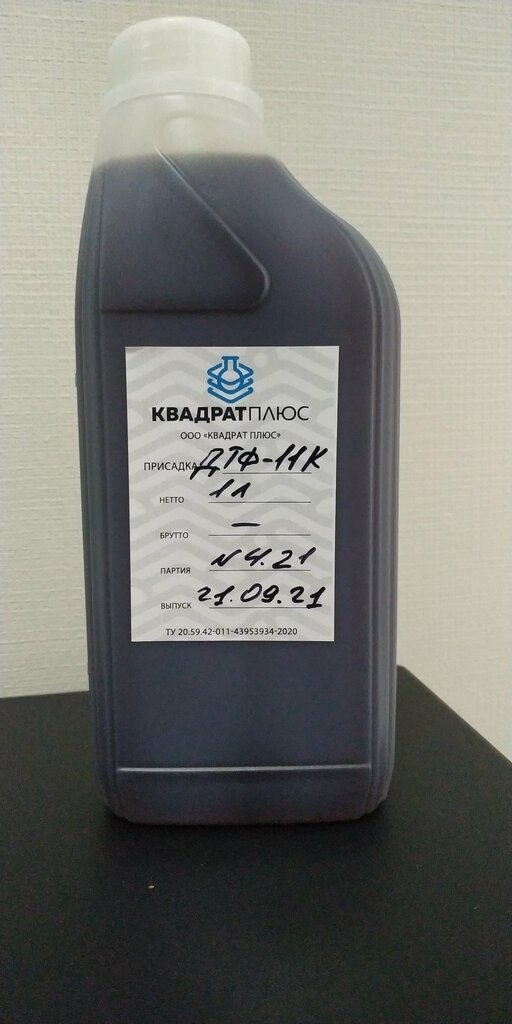 КВАДРАТПЛЮС
ООО «КВАДРАТ ПЛЮС»
ПРИСАДКА ДТФ-11К
НЕТТО 1л
БРУТТО —
ПАРТИЯ N4.21
ВЫПУСК 21.09.21
ТУ 20.59.42-011-43953934-2020